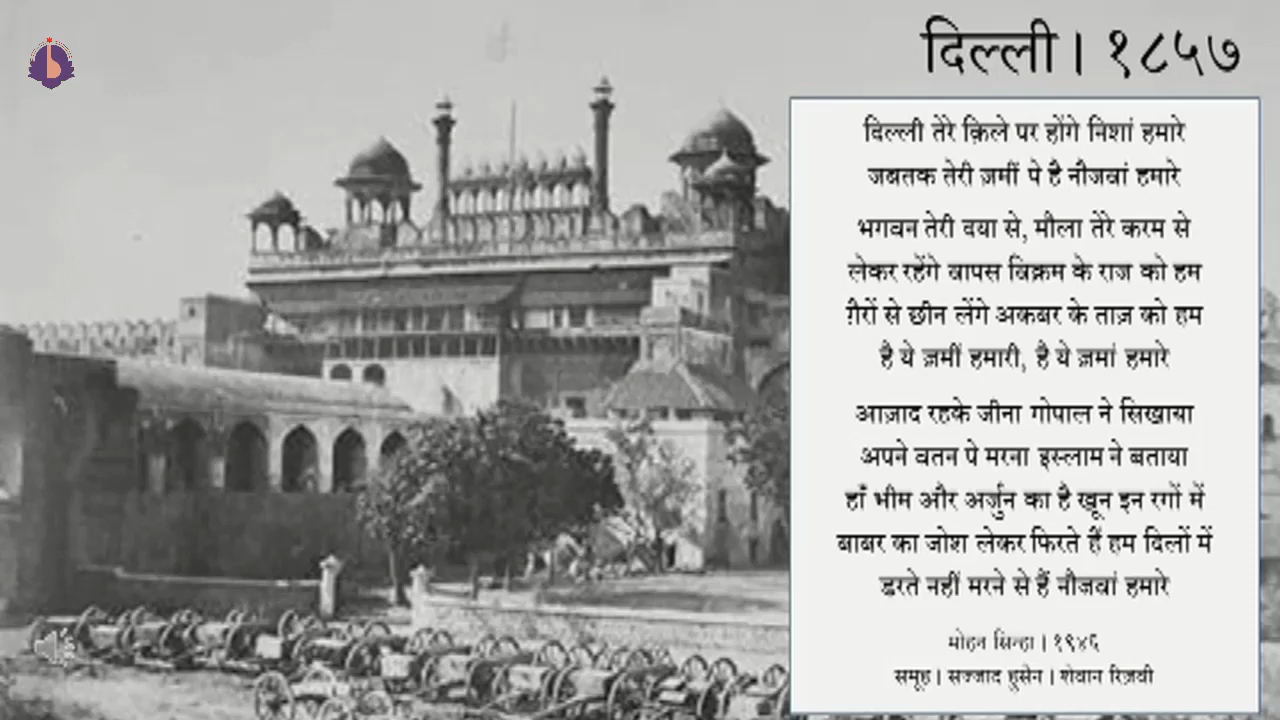 दिल्ली । १८५७
दिल्ली तेरे क़िले पर होंगे निशां हमारे
जबतक तेरी ज़मीं पे है नौजवां हमारे
भगवन तेरी दया से, मौला तेरे करम से
लेकर रहेंगे वापस विक्रम के राज को हम
ग़ैरों से छीन लेंगे अकबर के ताज़ को हम
है ये ज़मीं हमारी, है ये ज़मां हमारे
आज़ाद रहके जीना गोपाल ने सिखाया
अपने वतन पे मरना इस्लाम ने बताया
हाँ भीम और अर्जुन का है खून इन रगों में
बाबर का जोश लेकर फिरते हैं हम दिलों में
डरते नहीं मरने से हैं नौजवां हमारे
मोहन सिन्हा । १९४६
समूह । सज्जाद हुसेन । शेवान रिज़वी